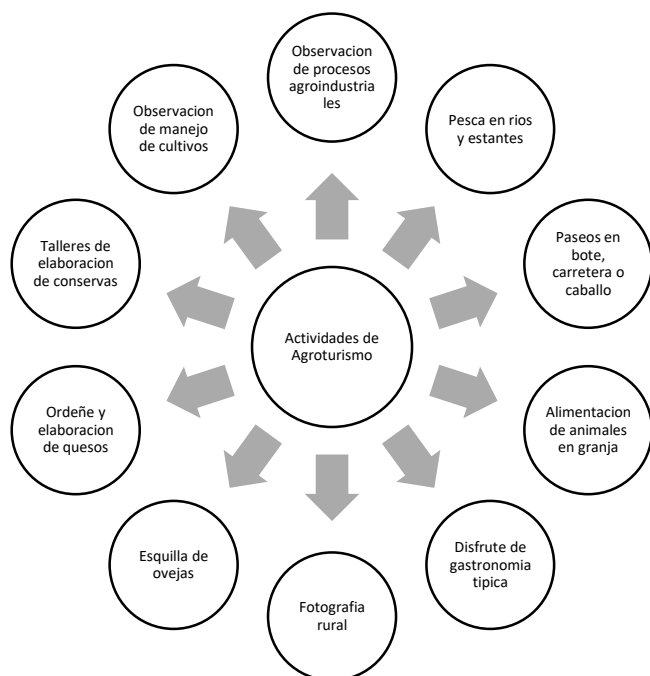 Observacion
de procesos
agroindustria
les
Pesca en rios
y estantes
Paseos en
bote,
carretera o
caballo
Alimentacion
de animales
en granja
Disfrute de
gastronomia
tipica
Fotografia
rural
Esquilla de
ovejas
Ordeñe y
elaboracion
de quesos
Talleres de
elaboracion
de conservas
Observacion
de manejo
de cultivos
Actividades de
Agroturismo